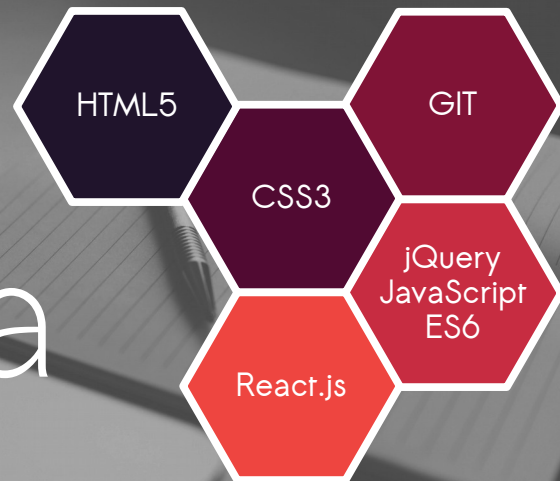 HTML5
GIT
CSS3
jQuery
JavaScript
ES6
a
React.js